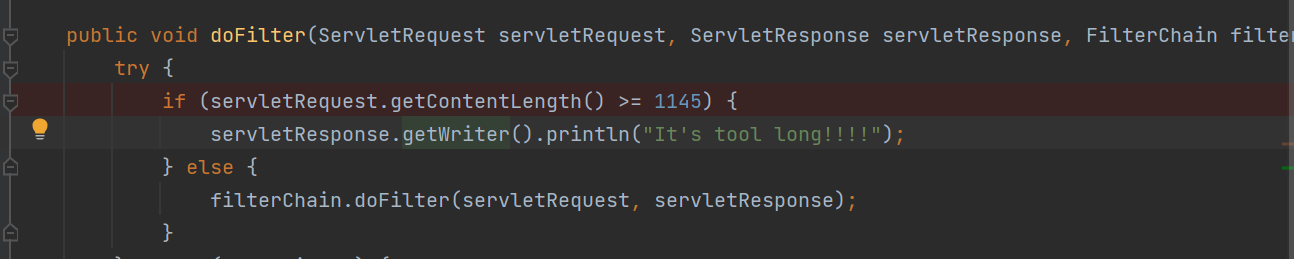 public void doFilter(ServletRequest servletRequest, ServletResponse servletResponse, FilterChain filter
try {
if (servletRequest.getContentLength() >= 1145) {
servletResponse.getWriter().println("It's tool long!!!!");
} else {
filterChain.doFilter(servletRequest, servletResponse);
}